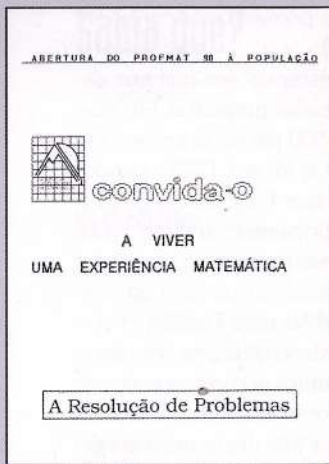 ABERTURA DO PROFMAT 90 À POPULAÇÃO
convida-o
A VIVER
UMA EXPERIÊNCIA MATEMÁTICA
A Resolução de Problemas